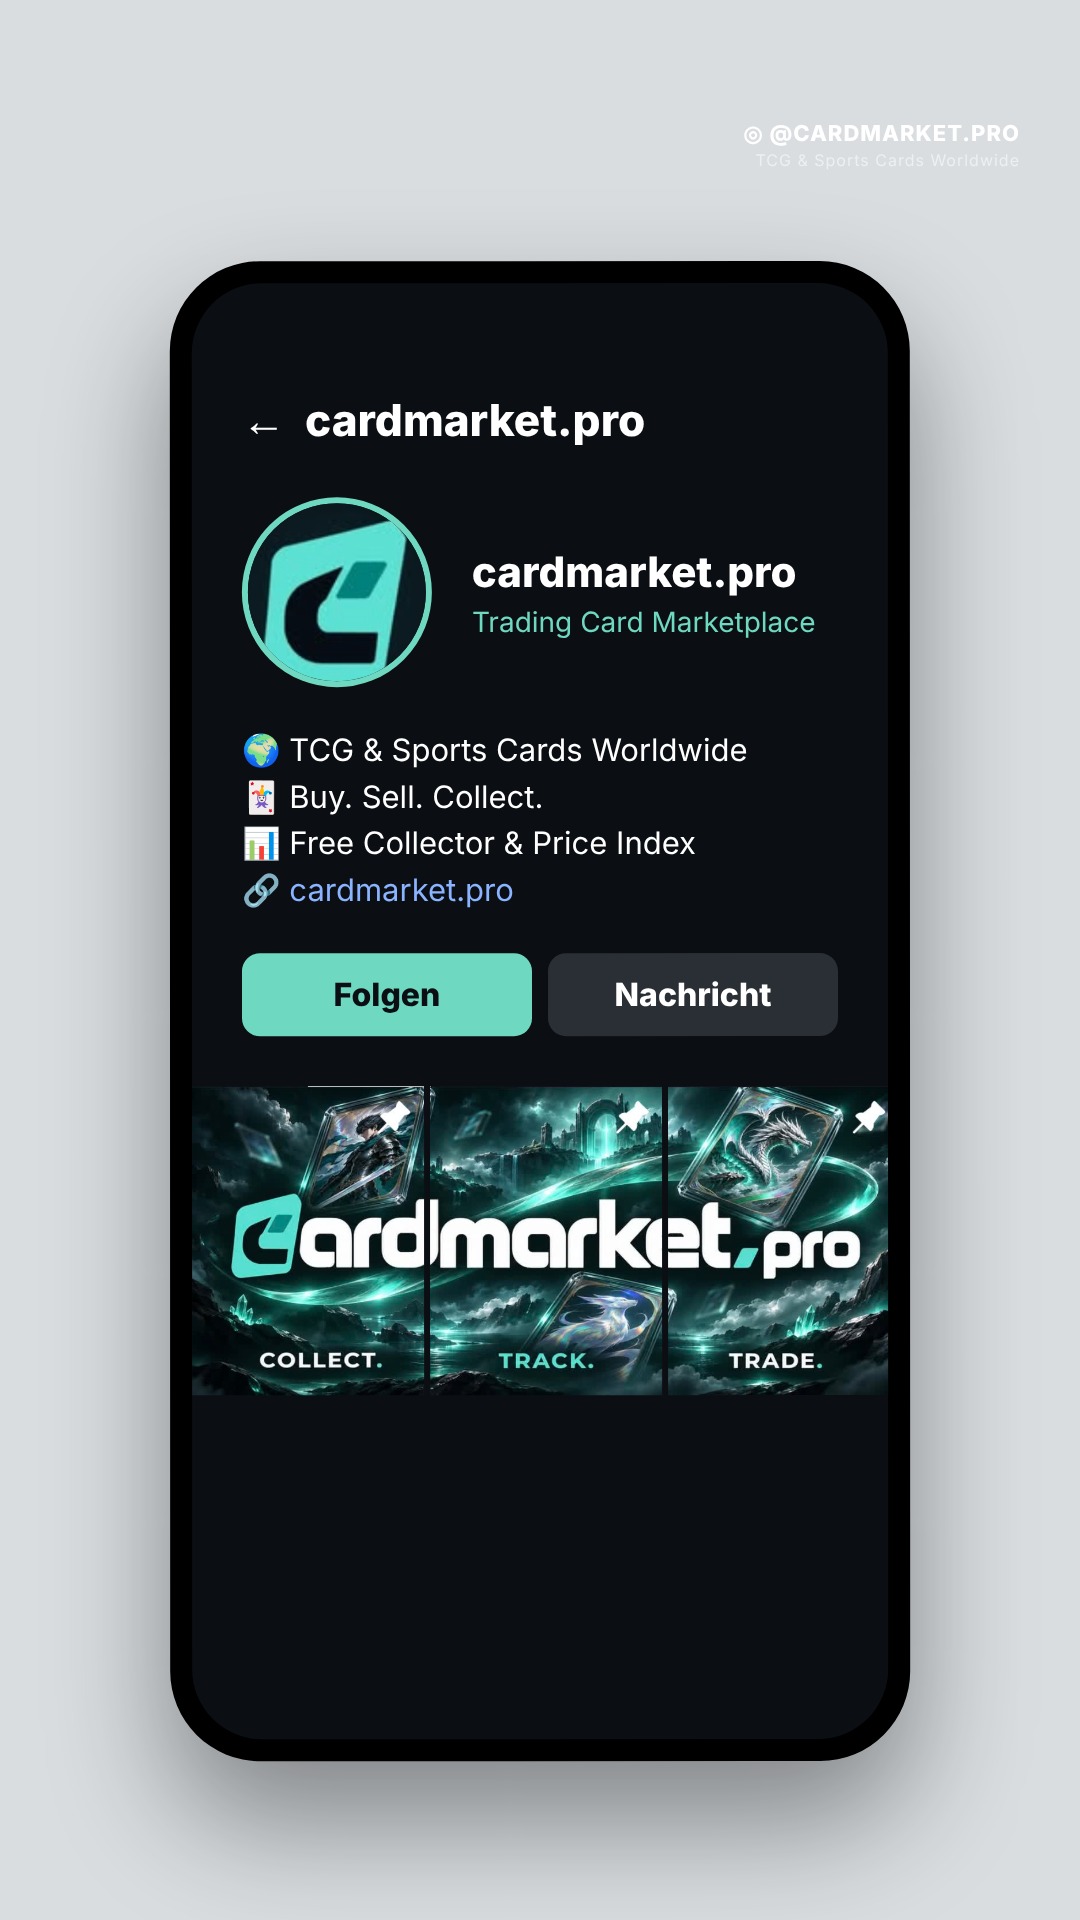 @CARDMARKET.PRO
TCG & Sports Cards Worldwide
← cardmarket.pro
cardmarket.pro
Trading Card Marketplace
🌍 TCG & Sports Cards Worldwide
🃏 Buy. Sell. Collect.
📊 Free Collector & Price Index
🔗 cardmarket.pro
Folgen
Nachricht
Cardmarket.pro
COLLECT.
TRACK.
TRADE.